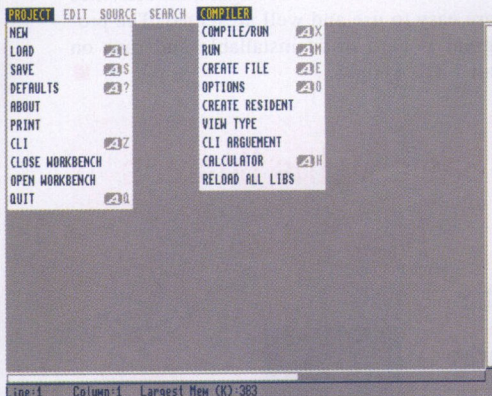 PROJECT EDIT SOURCE SEARCH COMPILER
NEW
LOAD L
SAVE S
DEFAULTS ?
ABOUT
PRINT
CLI Z
CLOSE WORKBENCH
OPEN WORKBENCH
QUIT Q
COMPILE/RUN X
RUN M
CREATE FILE E
OPTIONS O
CREATE RESIDENT
VIEW TYPE
CLI ARGUEMENT
CALCULATOR H
RELOAD ALL LIBS
Line:1 Column:1 Largest Mem (K):383